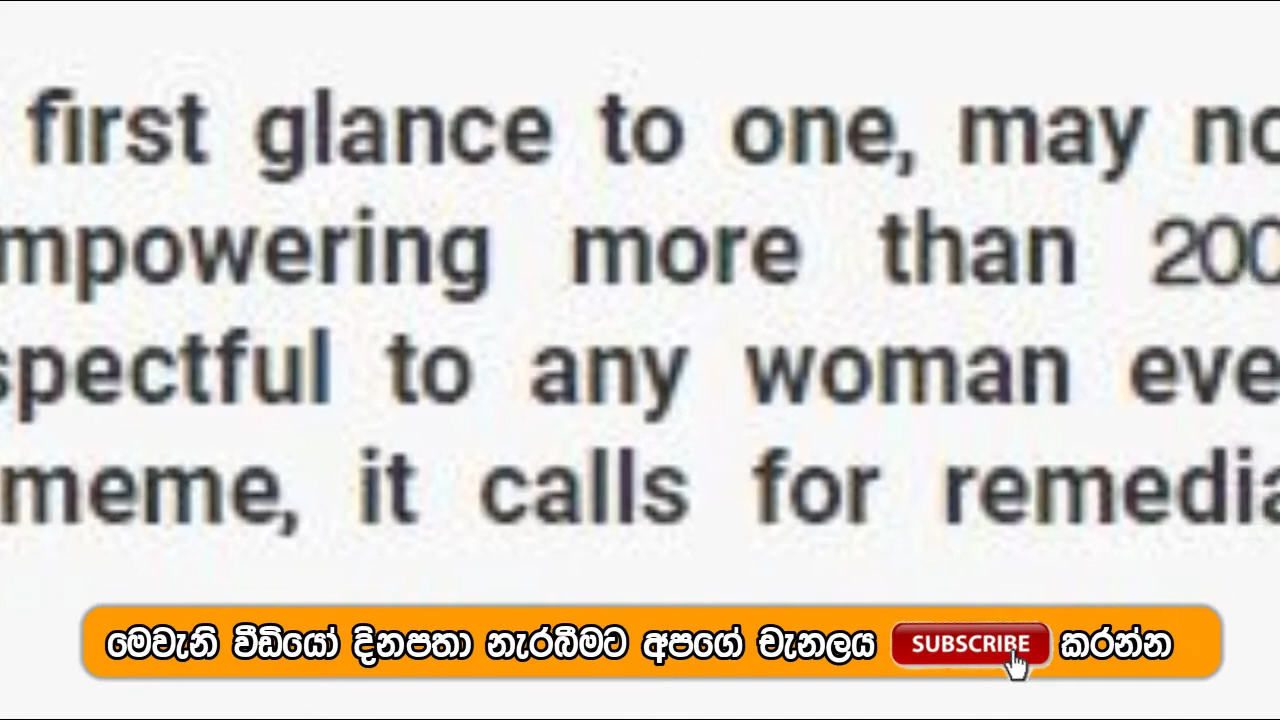 first glance to one, may no
mpowering more than 200
spectful to any woman eve
meme, it calls for remedia
මෙවැනි වීඩියෝ දිනපතා නැරඹීමට අපගේ චැනලය SUBSCRIBE කරන්න